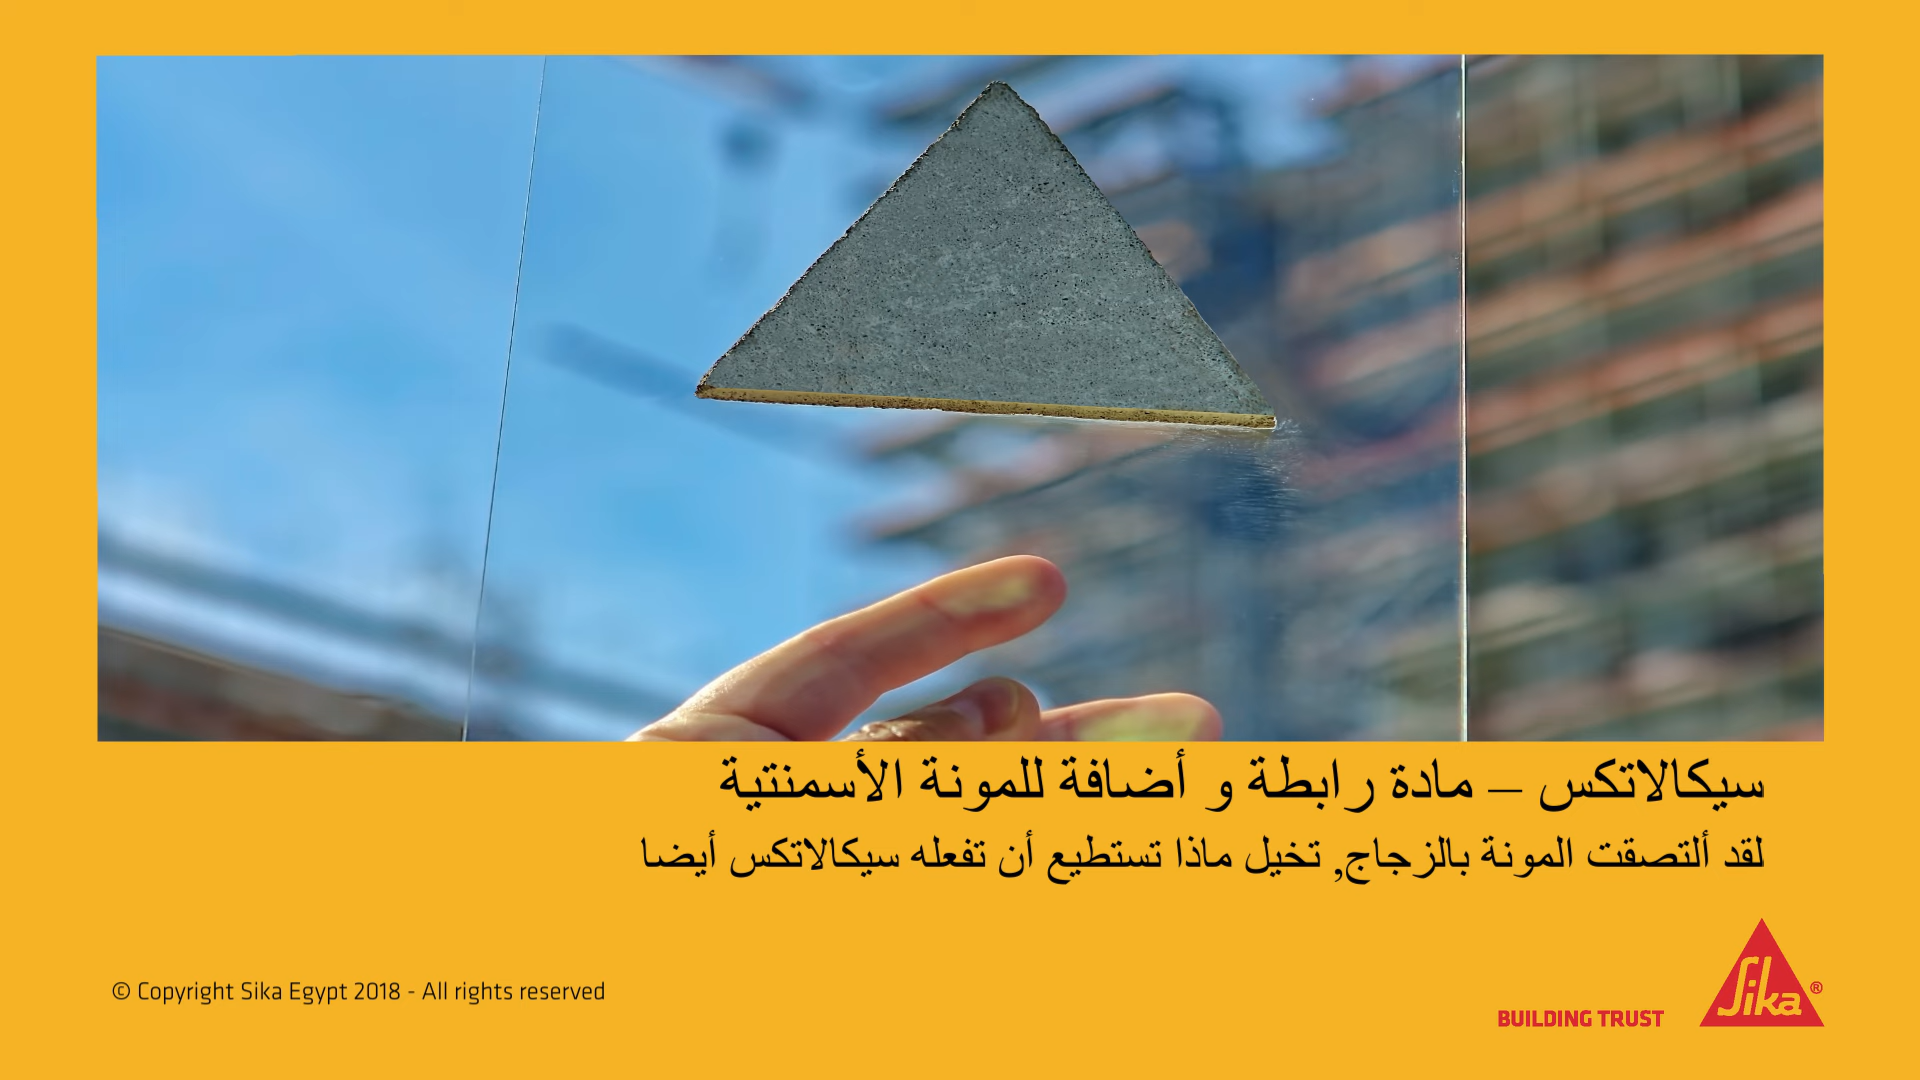 سيكالاتكس – مادة رابطة و أضافة للمونة الأسمنتية
لقد ألتصقت المونة بالزجاج, تخيل ماذا تستطيع أن تفعله سيكالاتكس أيضا
© Copyright Sika Egypt 2018 - All rights reserved
BUILDING TRUST
Sika®